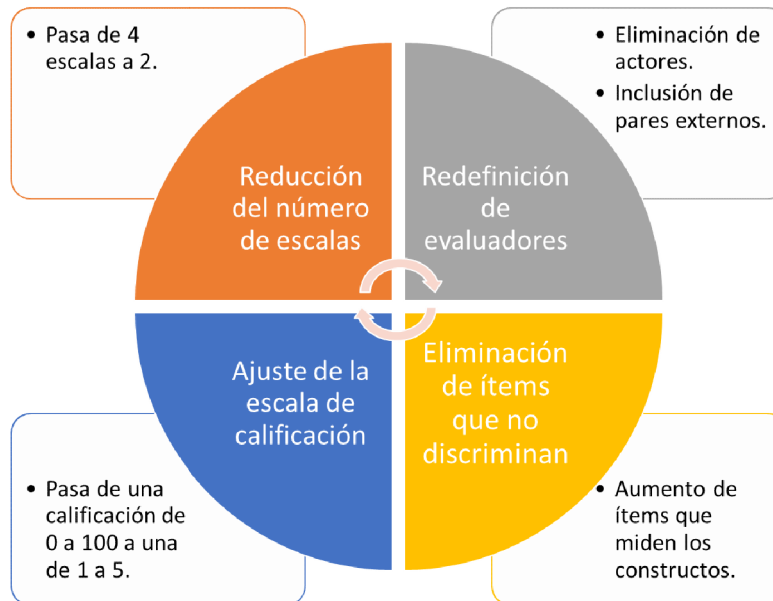 • Pasa de 4
escalas a 2.
• Eliminación de
actores.
• Inclusión de
pares externos.
Reducción
del número
de escalas
Redefinición
de
evaluadores
Ajuste de la
escala de
calificación
Eliminación
de ítems
que no
discriminan
• Pasa de una
calificación de
0 a 100 a una
de 1 a 5.
• Aumento de
ítems que
miden los
constructos.